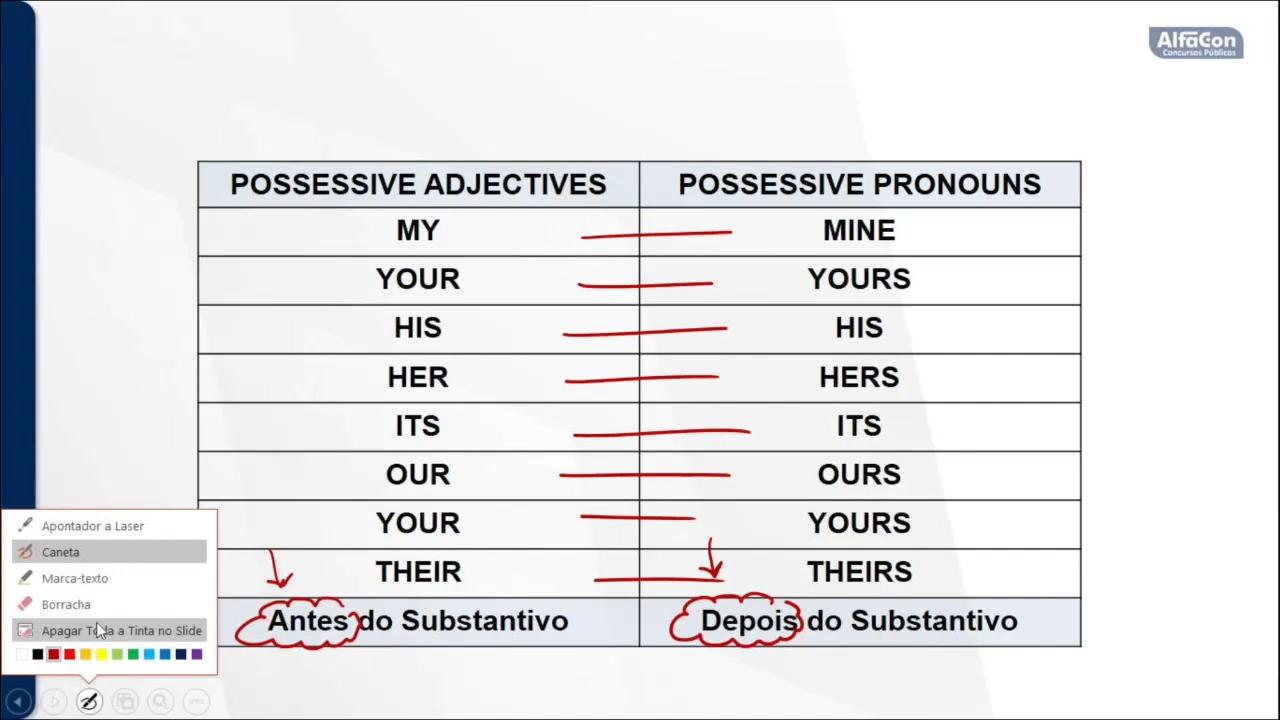 AlfaCon
Concursos Públicos
POSSESSIVE ADJECTIVES POSSESSIVE PRONOUNS
MY MINE
YOUR YOURS
HIS HIS
HER HERS
ITS ITS
OUR OURS
YOUR YOURS
THEIR THEIRS
Antes do Substantivo Depois do Substantivo
Apontador a Laser
Caneta
Marca-texto
Borracha
Apagar Toda a Tinta no Slide